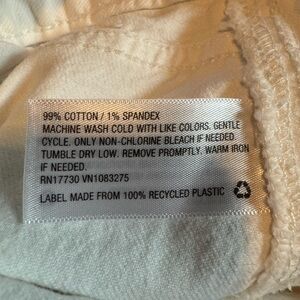 99% COTTON / 1% SPANDEX
MACHINE WASH COLD WITH LIKE COLORS. GENTLE
CYCLE. ONLY NON-CHLORINE BLEACH IF NEEDED.
TUMBLE DRY LOW. REMOVE PROMPTLY. WARM IRON
IF NEEDED.
RN17730 VN1083275
LABEL MADE FROM 100% RECYCLED PLASTIC